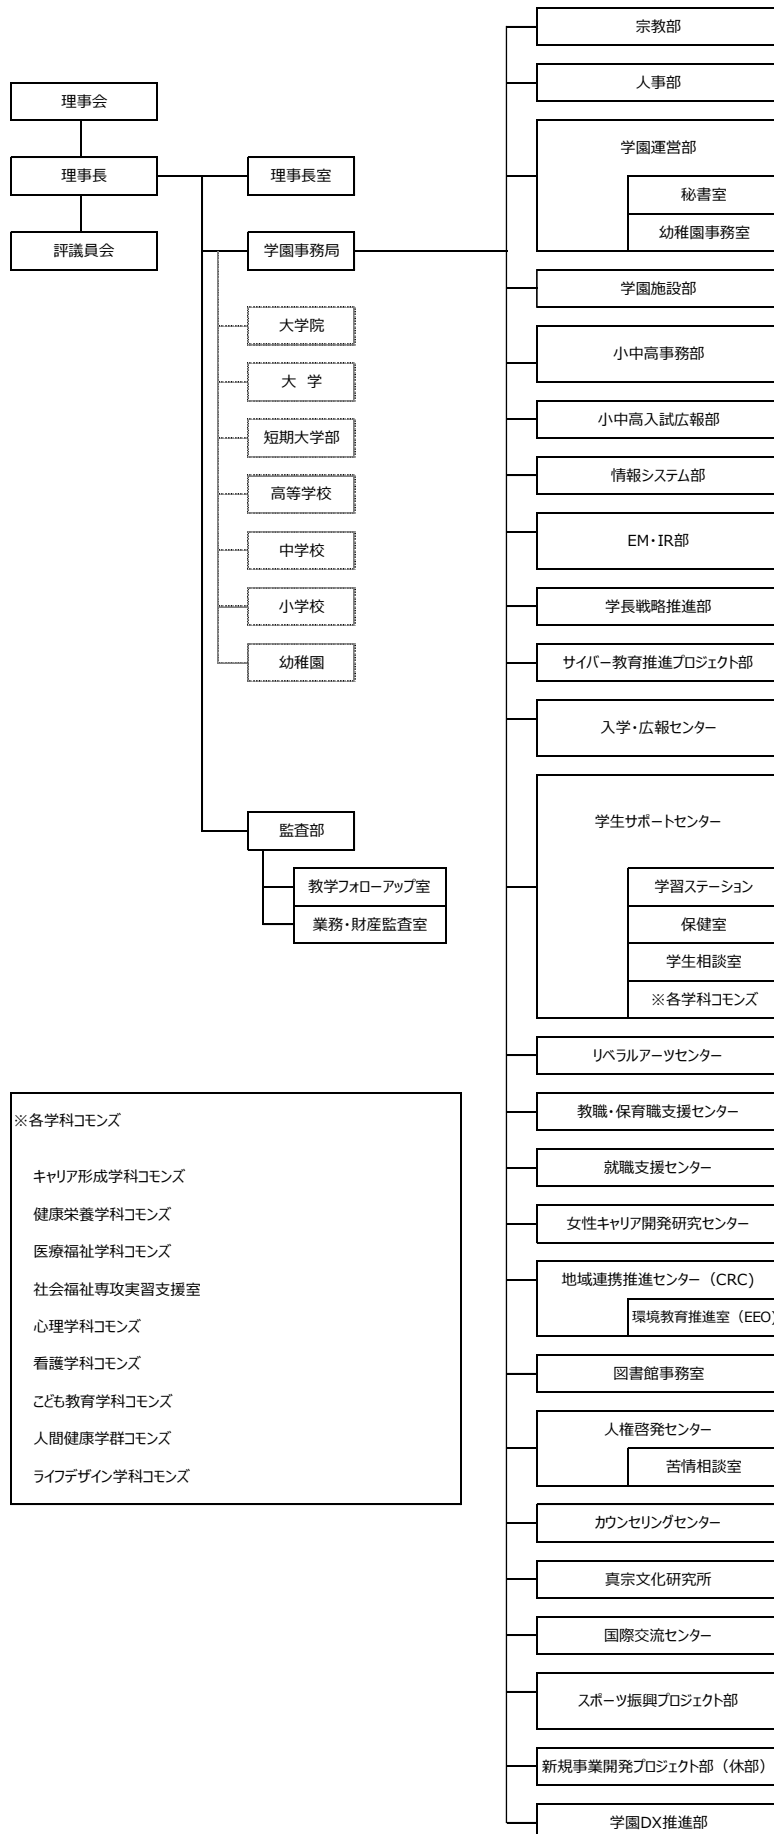 理事会
理事長
評議員会
理事長室
学園事務局
大学院
大 学
短期大学部
高等学校
中学校
小学校
幼稚園
監査部
教学フォローアップ室
業務・財産監査室
※各学科コモンズ
キャリア形成学科コモンズ
健康栄養学科コモンズ
医療福祉学科コモンズ
社会福祉専攻実習支援室
心理学科コモンズ
看護学科コモンズ
こども教育学科コモンズ
人間健康学群コモンズ
ライフデザイン学科コモンズ
宗教部
人事部
学園運営部
秘書室
幼稚園事務室
学園施設部
小中高事務部
小中高入試広報部
情報システム部
EM・IR部
学長戦略推進部
サイバー教育推進プロジェクト部
入学・広報センター
学生サポートセンター
学習ステーション
保健室
学生相談室
※各学科コモンズ
リベラルアーツセンター
教職・保育職支援センター
就職支援センター
女性キャリア開発研究センター
地域連携推進センター（CRC）
環境教育推進室（EEO）
図書館事務室
人権啓発センター
苦情相談室
カウンセリングセンター
真宗文化研究所
国際交流センター
スポーツ振興プロジェクト部
新規事業開発プロジェクト部（休部）
学園DX推進部